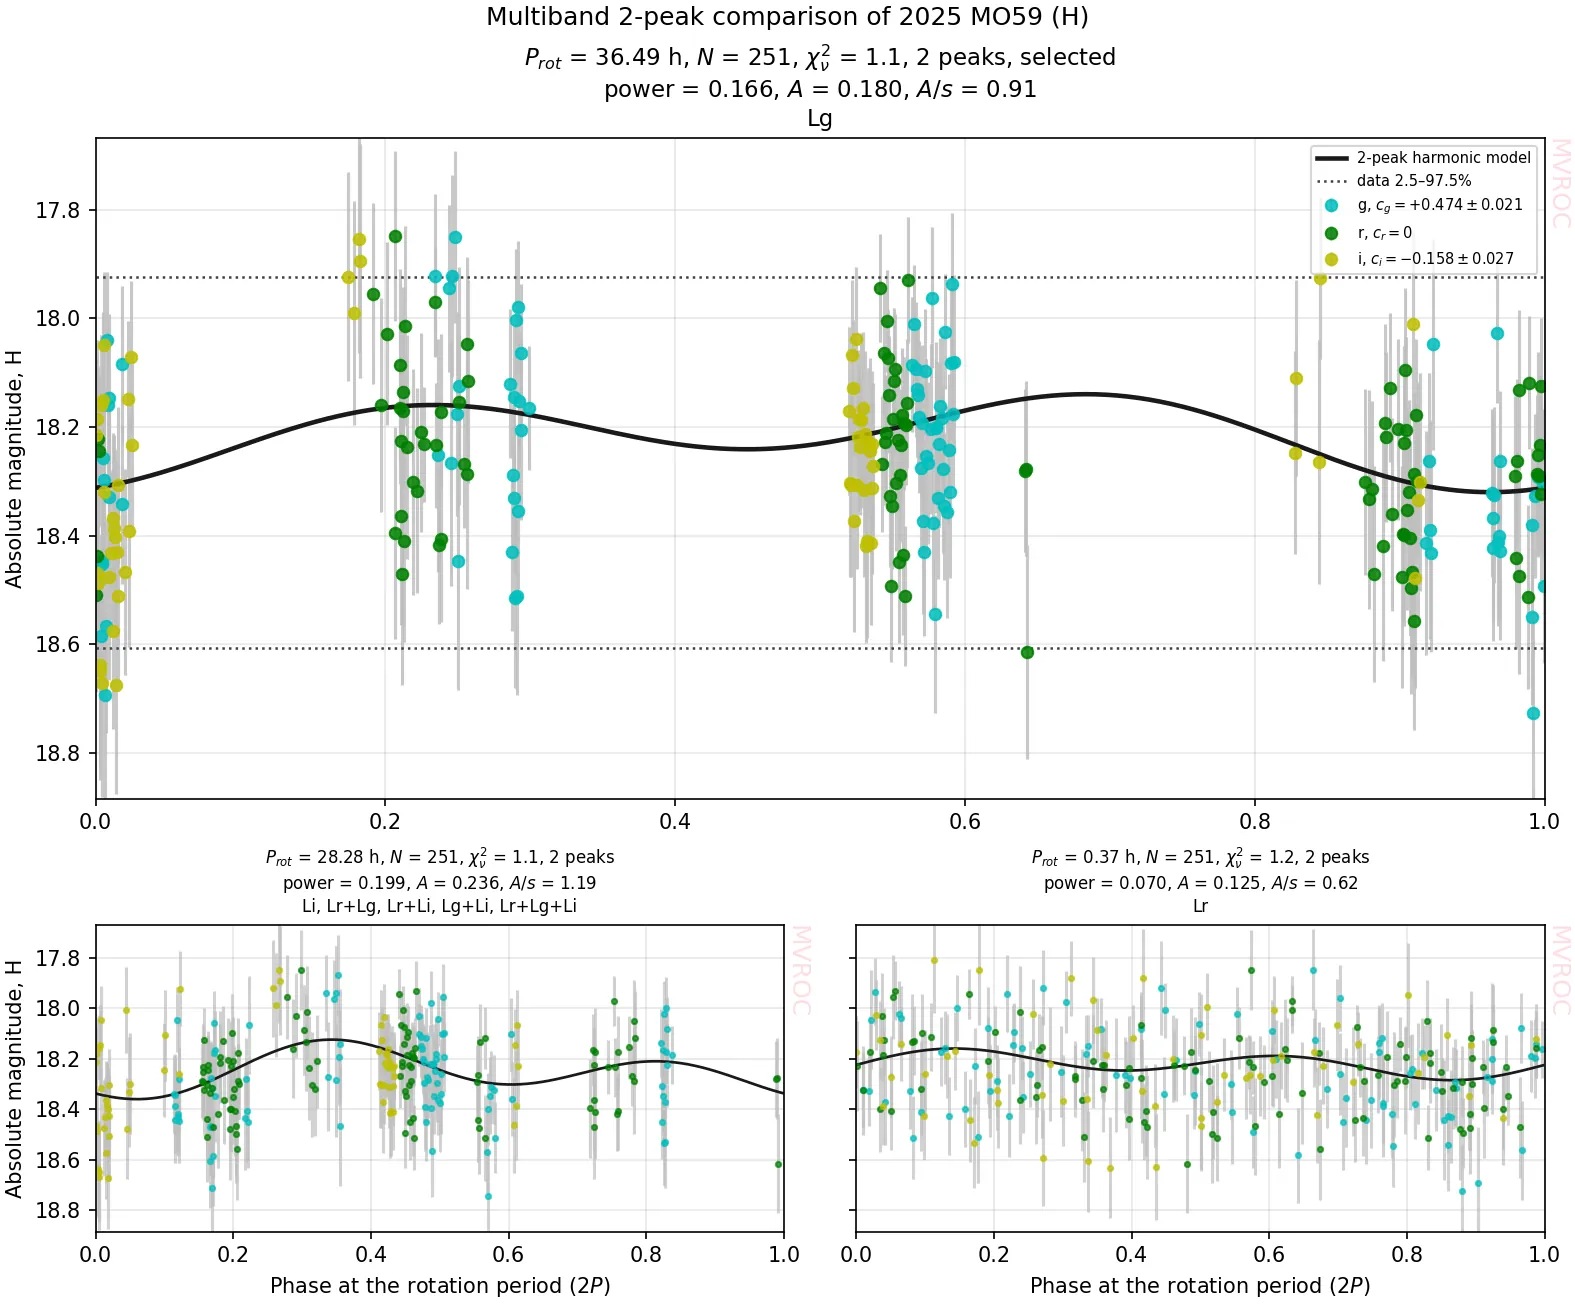 Multiband 2-peak comparison of 2025 MO59 (H)
P_rot = 36.49 h, N = 251, χ²_ν = 1.1, 2 peaks, selected
power = 0.166, A = 0.180, A/s = 0.91
Lg
MVROC
2-peak harmonic model
data 2.5–97.5%
g, c_g = +0.474 ± 0.021
r, c_r = 0
i, c_i = −0.158 ± 0.027
Absolute magnitude, H
17.8
18.0
18.2
18.4
18.6
18.8
0.0 0.2 0.4 0.6 0.8 1.0
P_rot = 28.28 h, N = 251, χ²_ν = 1.1, 2 peaks
power = 0.199, A = 0.236, A/s = 1.19
Li, Lr+Lg, Lr+Li, Lg+Li, Lr+Lg+Li
MVROC
Absolute magnitude, H
17.8
18.0
18.2
18.4
18.6
18.8
0.0 0.2 0.4 0.6 0.8 1.0
Phase at the rotation period (2P)
P_rot = 0.37 h, N = 251, χ²_ν = 1.2, 2 peaks
power = 0.070, A = 0.125, A/s = 0.62
Lr
MVROC
0.0 0.2 0.4 0.6 0.8 1.0
Phase at the rotation period (2P)